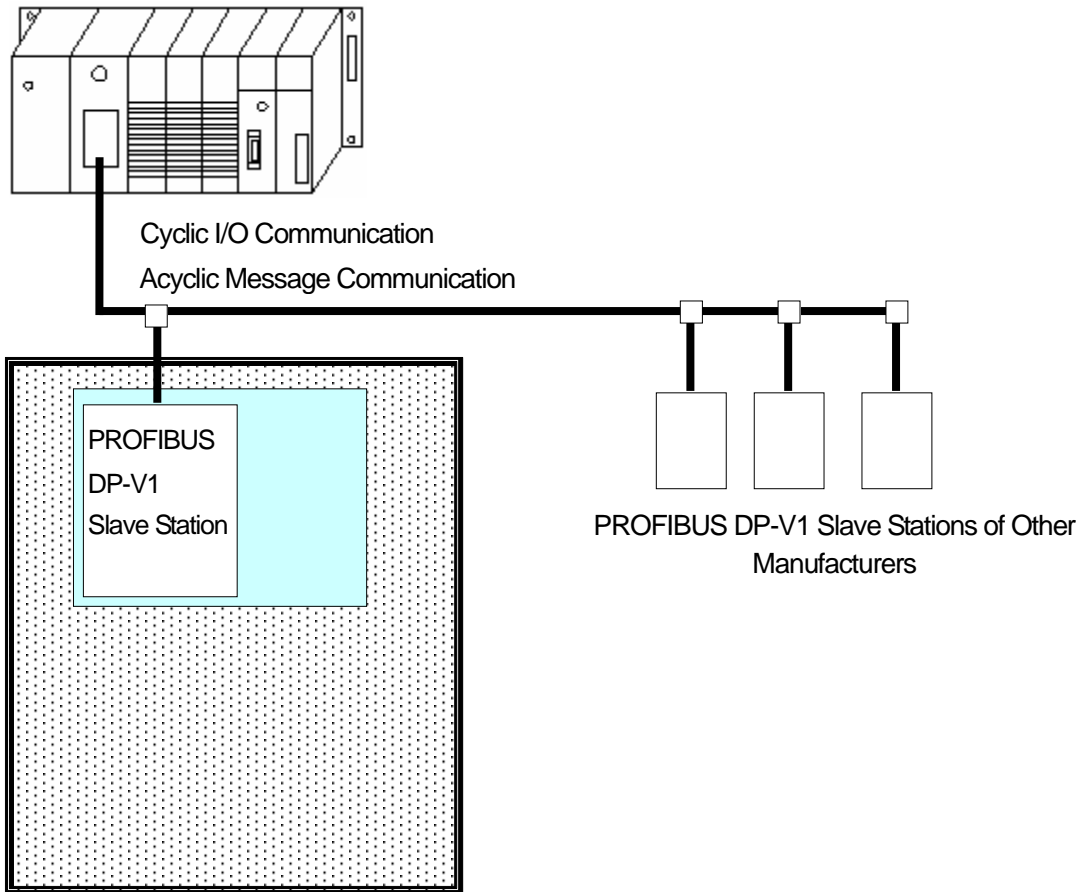 Cyclic I/O Communication
Acyclic Message Communication
PROFIBUS
DP-V1
Slave Station
PROFIBUS DP-V1 Slave Stations of Other
Manufacturers